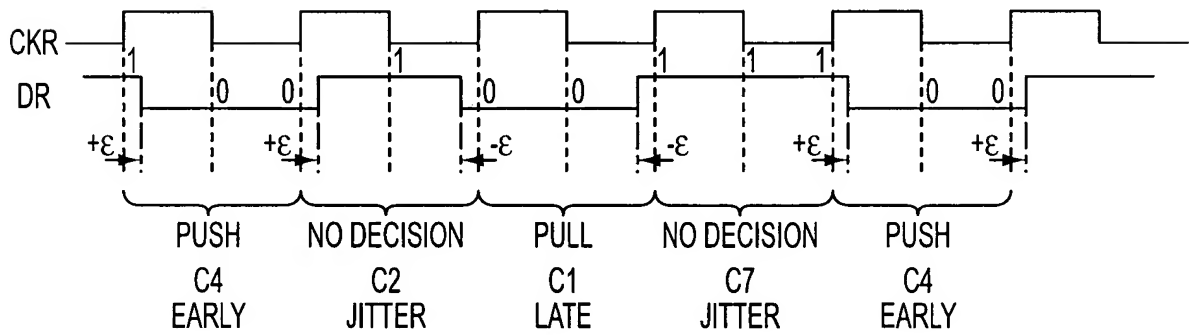 CKR
1 1 1 1 1
DR 0 0 0 0 0 0
+ε +ε -ε -ε +ε +ε
PUSH NO DECISION PULL NO DECISION PUSH
C4 C2 C1 C7 C4
EARLY JITTER LATE JITTER EARLY